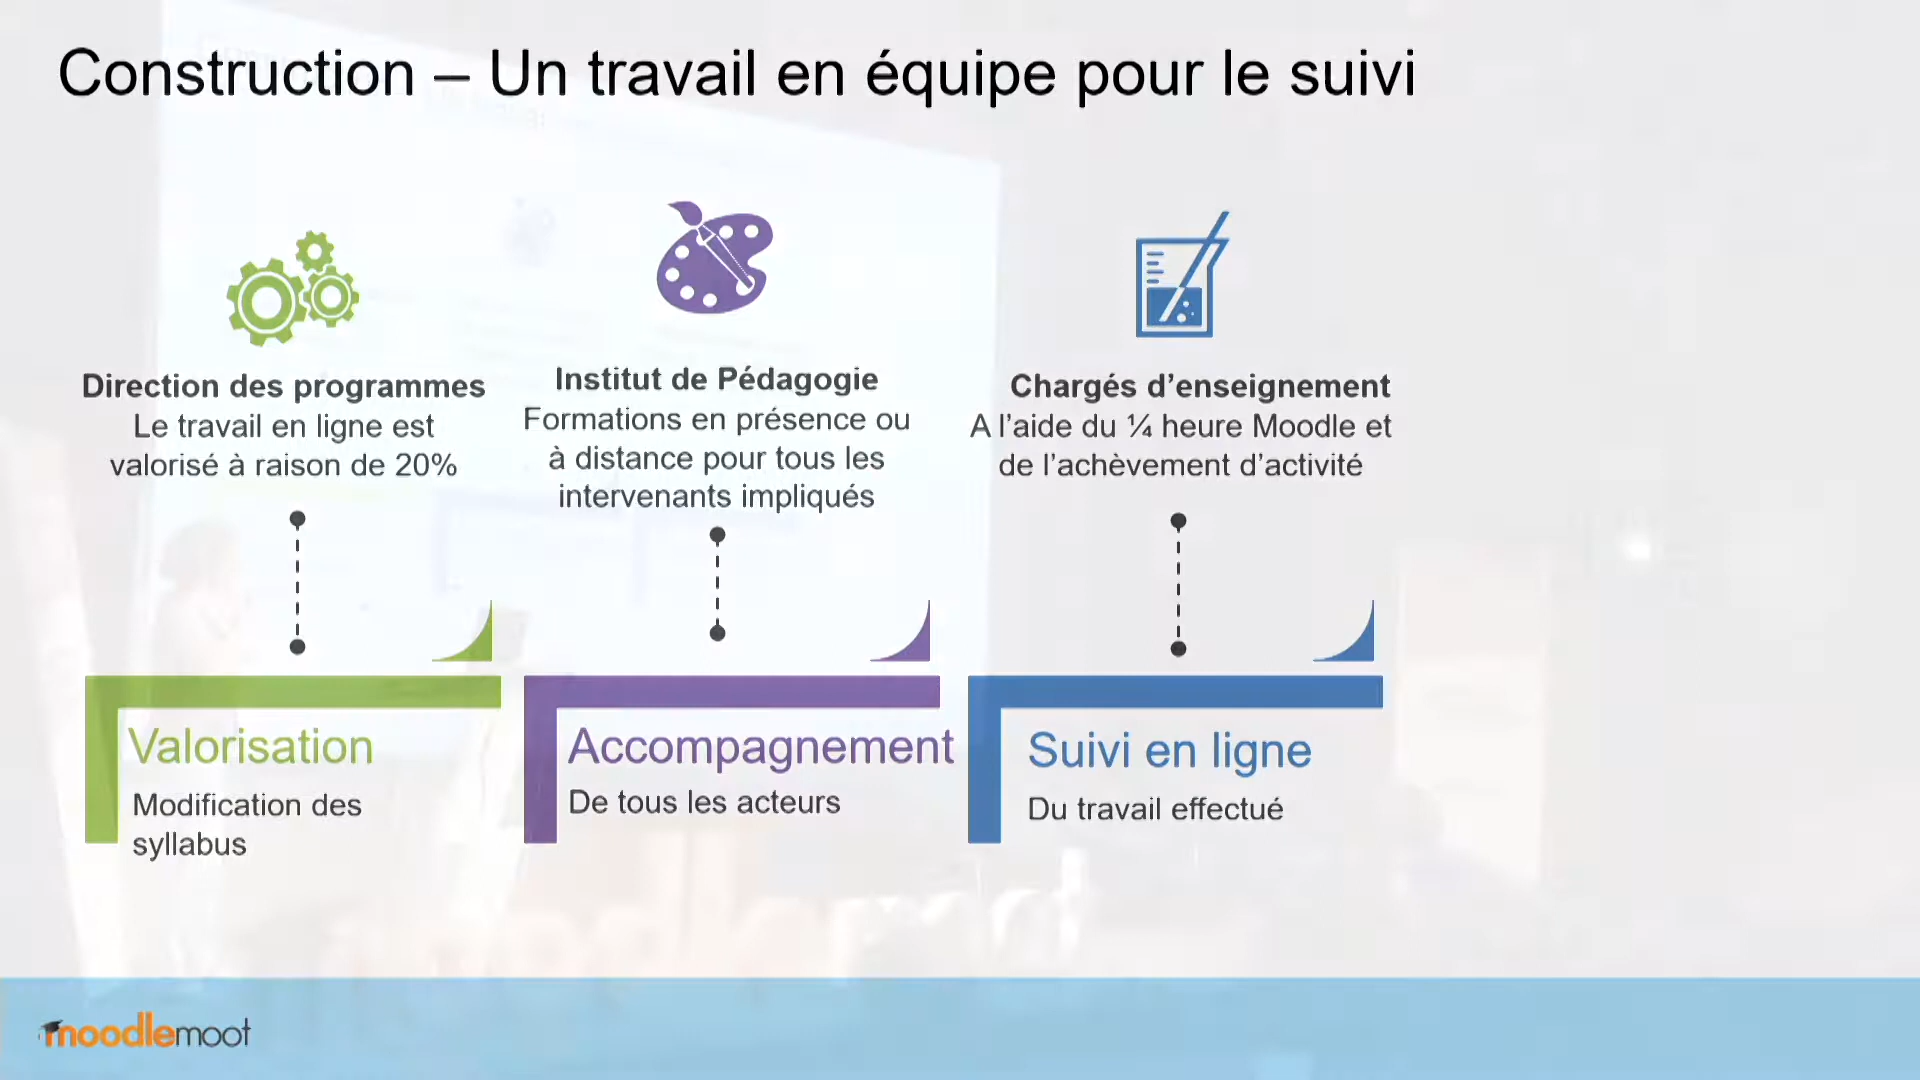 Construction – Un travail en équipe pour le suivi
Direction des programmes
Le travail en ligne est
valorisé à raison de 20%
Institut de Pédagogie
Formations en présence ou
à distance pour tous les
intervenants impliqués
Chargés d’enseignement
A l’aide du ¼ heure Moodle et
de l’achèvement d’activité
Valorisation
Modification des
syllabus
Accompagnement
De tous les acteurs
Suivi en ligne
Du travail effectué
moodlemoot